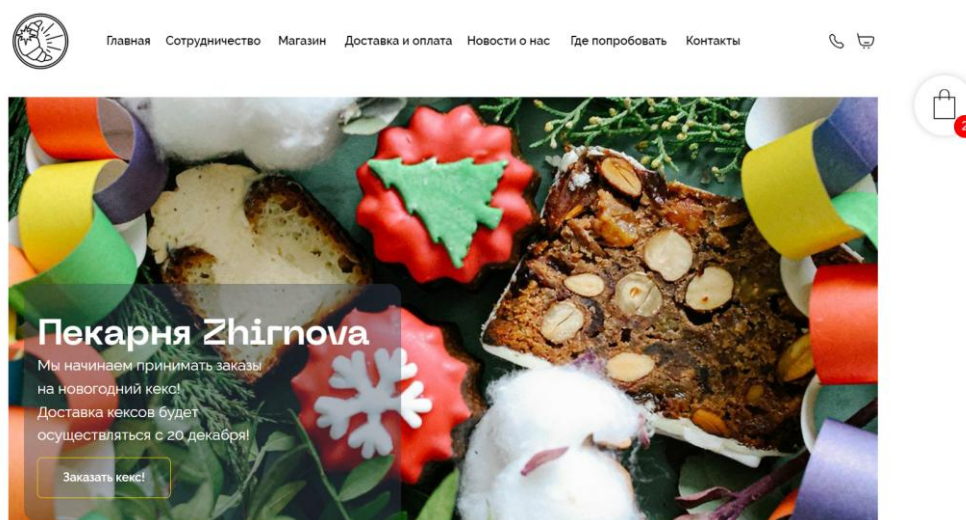 Главная Сотрудничество Магазин Доставка и оплата Новости о нас Где попробовать Контакты
2
Пекарня Zhirnova
Мы начинаем принимать заказы
на новогодний кекс!
Доставка кексов будет
осуществляться с 20 декабря!
Заказать кекс!